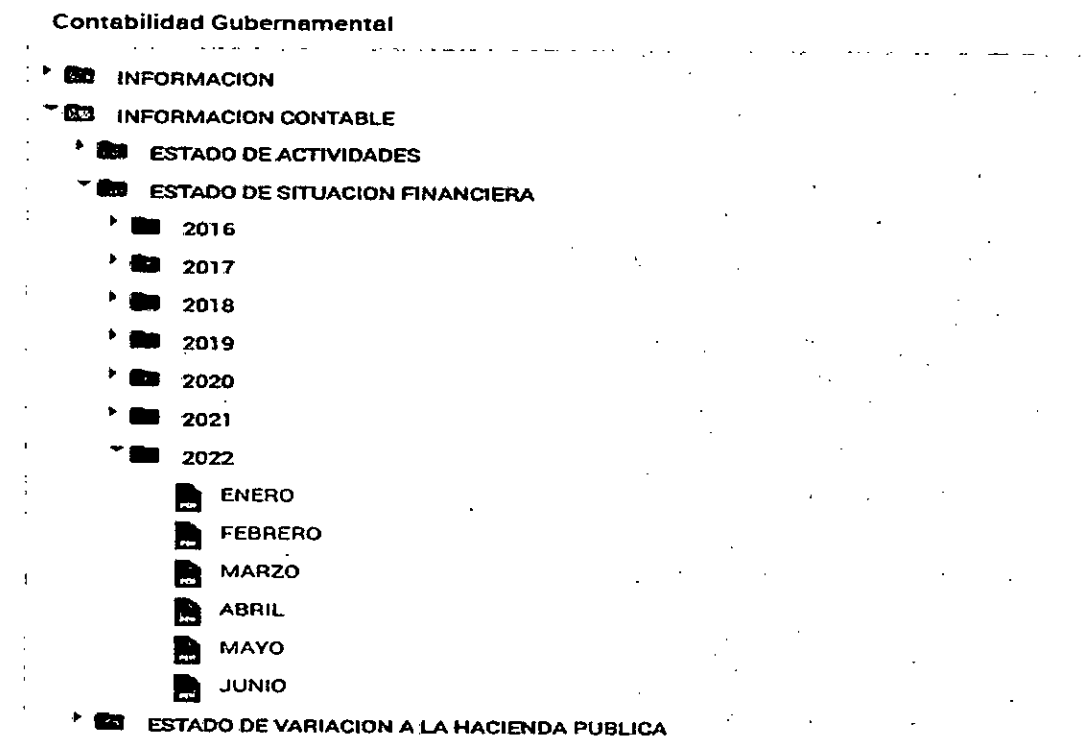 Contabilidad Gubernamental
INFORMACION
INFORMACION CONTABLE
ESTADO DE ACTIVIDADES
ESTADO DE SITUACION FINANCIERA
2016
2017
2018
2019
2020
2021
2022
ENERO
FEBRERO
MARZO
ABRIL
MAYO
JUNIO
ESTADO DE VARIACION A LA HACIENDA PUBLICA